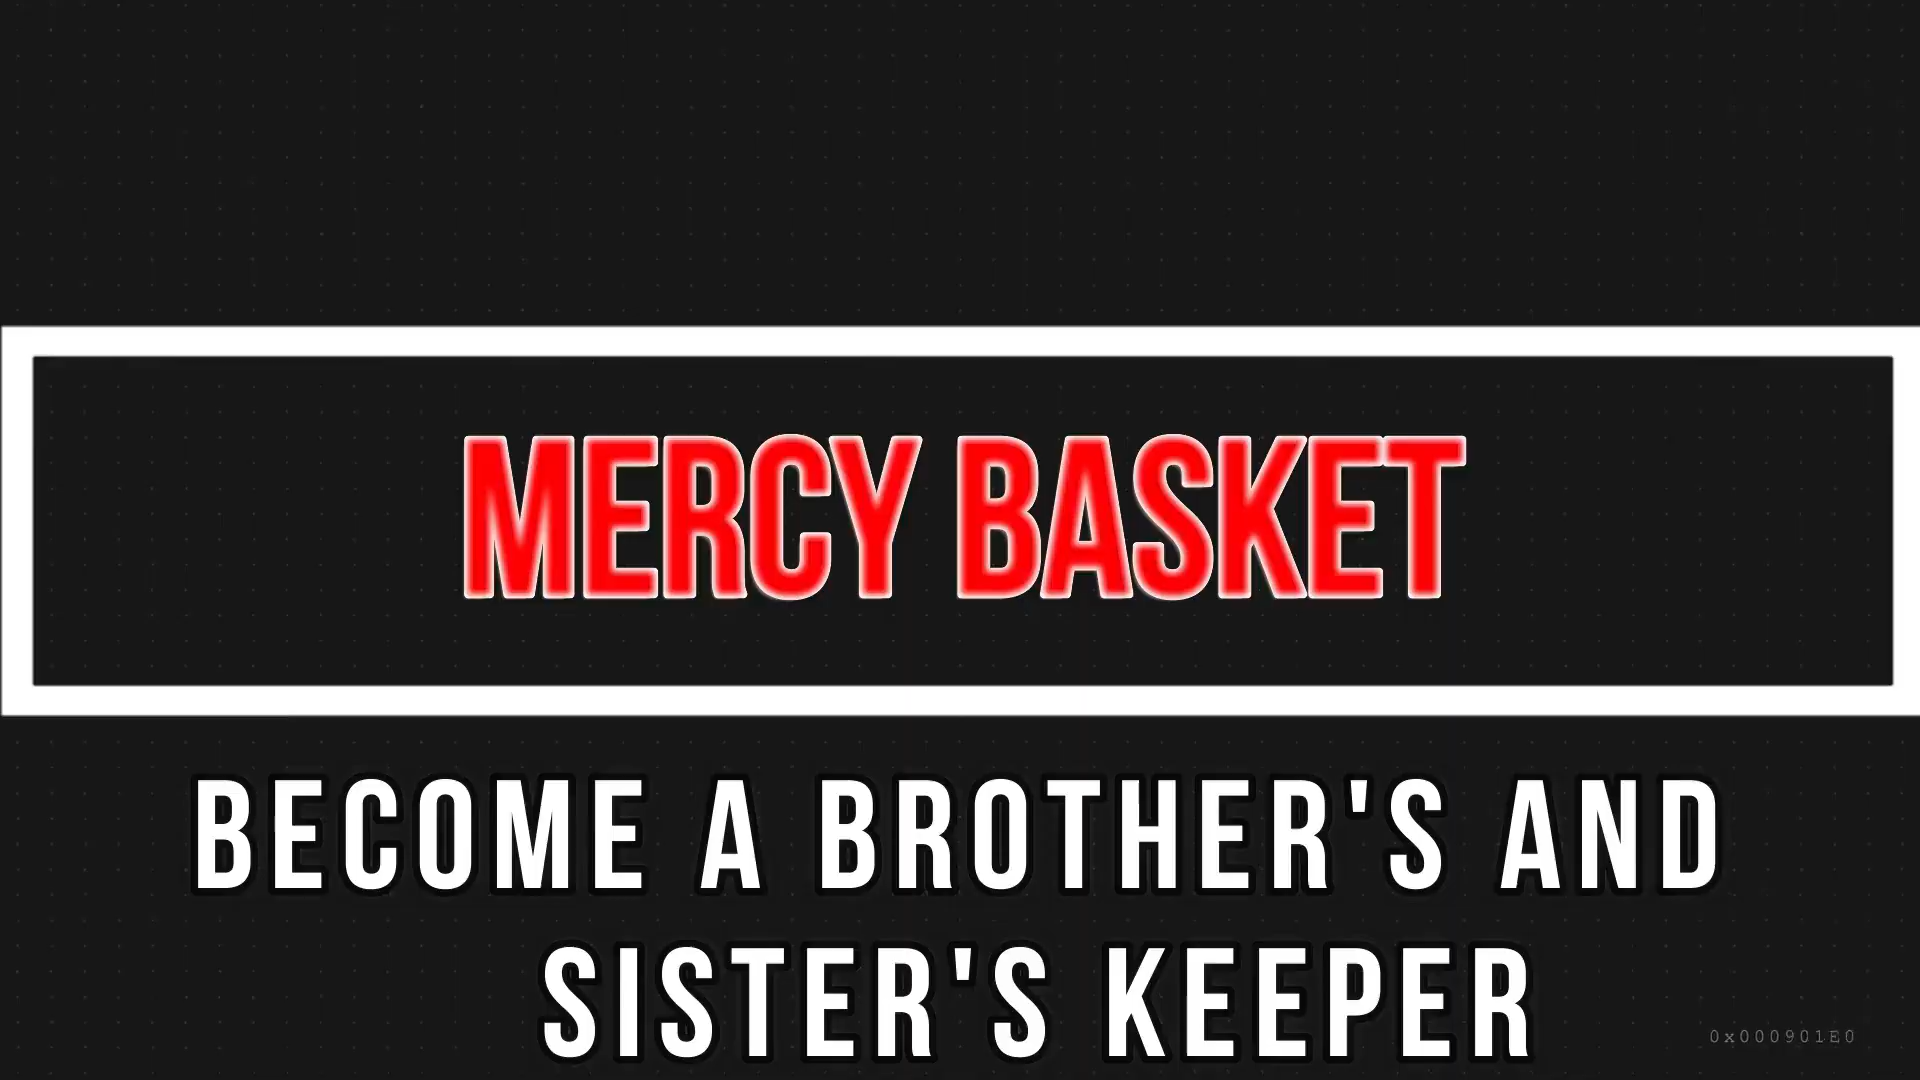 MERCY BASKET
BECOME A BROTHER'S AND
SISTER'S KEEPER
0x000901E0